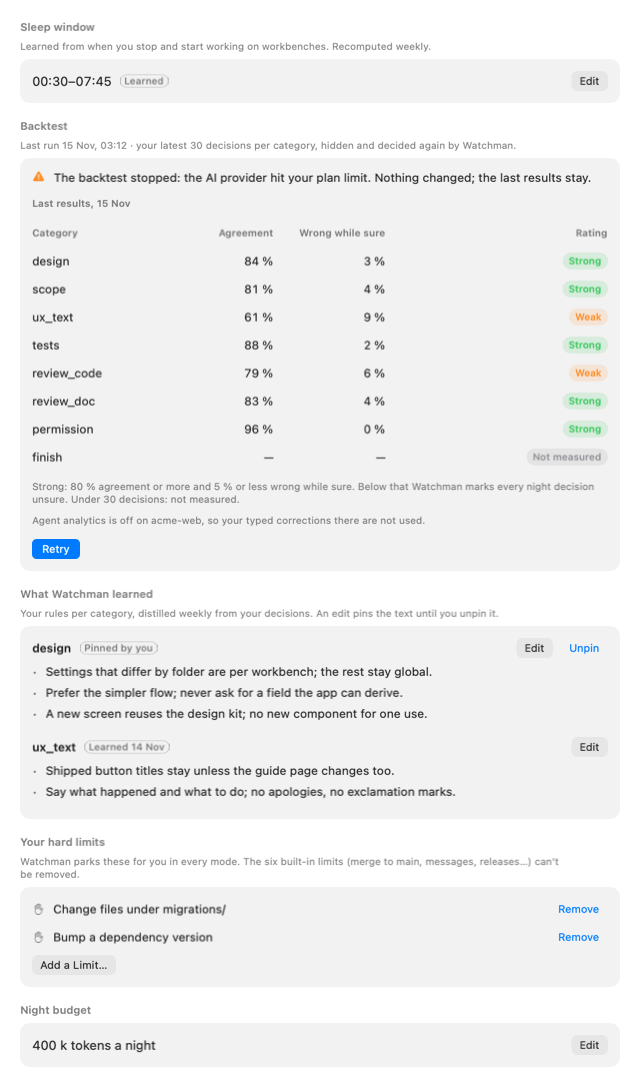 Sleep window
Learned from when you stop and start working on workbenches. Recomputed weekly.
00:30–07:45 Learned Edit
Backtest
Last run 15 Nov, 03:12 · your latest 30 decisions per category, hidden and decided again by Watchman.
The backtest stopped: the AI provider hit your plan limit. Nothing changed; the last results stay.
Last results, 15 Nov
Category Agreement Wrong while sure Rating
design 84 % 3 % Strong
scope 81 % 4 % Strong
ux_text 61 % 9 % Weak
tests 88 % 2 % Strong
review_code 79 % 6 % Weak
review_doc 83 % 4 % Strong
permission 96 % 0 % Strong
finish — — Not measured
Strong: 80 % agreement or more and 5 % or less wrong while sure. Below that Watchman marks every night decision
unsure. Under 30 decisions: not measured.
Agent analytics is off on acme-web, so your typed corrections there are not used.
Retry
What Watchman learned
Your rules per category, distilled weekly from your decisions. An edit pins the text until you unpin it.
design Pinned by you Edit Unpin
· Settings that differ by folder are per workbench; the rest stay global.
· Prefer the simpler flow; never ask for a field the app can derive.
· A new screen reuses the design kit; no new component for one use.
ux_text Learned 14 Nov Edit
· Shipped button titles stay unless the guide page changes too.
· Say what happened and what to do; no apologies, no exclamation marks.
Your hard limits
Watchman parks these for you in every mode. The six built-in limits (merge to main, messages, releases…) can't
be removed.
Change files under migrations/ Remove
Bump a dependency version Remove
Add a Limit…
Night budget
400 k tokens a night Edit